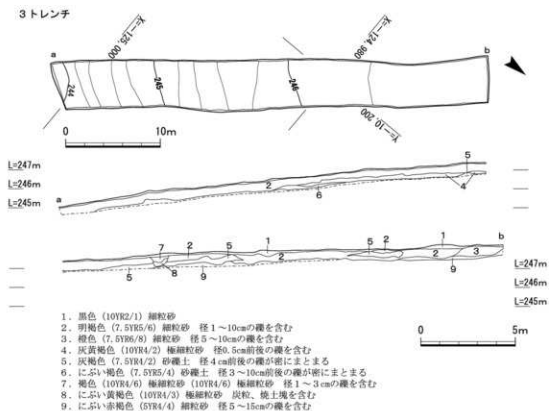 3トレンチ
a
X=-125,000
X=-124,980
b
244
245
246
Y=-10,200
0 10m
L=247m
L=246m
L=245m
a
2
6
5
4
7
2
5
1
5
2
1
b
5
8
9
2
3
9
L=247m
L=246m
L=245m
0 5m
1. 黒色（10YR2/1）細粒砂
2. 明褐色（7.5YR5/6）細粒砂 径1～10cmの礫を含む
3. 橙色（7.5YR6/8）細粒砂 径5～10cmの礫を含む
4. 灰黄褐色（10YR4/2）極細粒砂 径0.5cm前後の礫を含む
5. 灰褐色（7.5YR4/2）砂礫土 径4cm前後の礫が密にまとまる
6. にぶい褐色（7.5YR5/4）砂礫土 径3～10cm前後の礫が密にまとまる
7. 褐色（10YR4/6）極細粒砂（10YR4/6）極細粒砂 径1～3cmの礫を含む
8. にぶい黄褐色（10YR4/3）極細粒砂 炭粒、焼土塊を含む
9. にぶい赤褐色（5YR4/4）細粒砂 径5～15cmの礫を含む